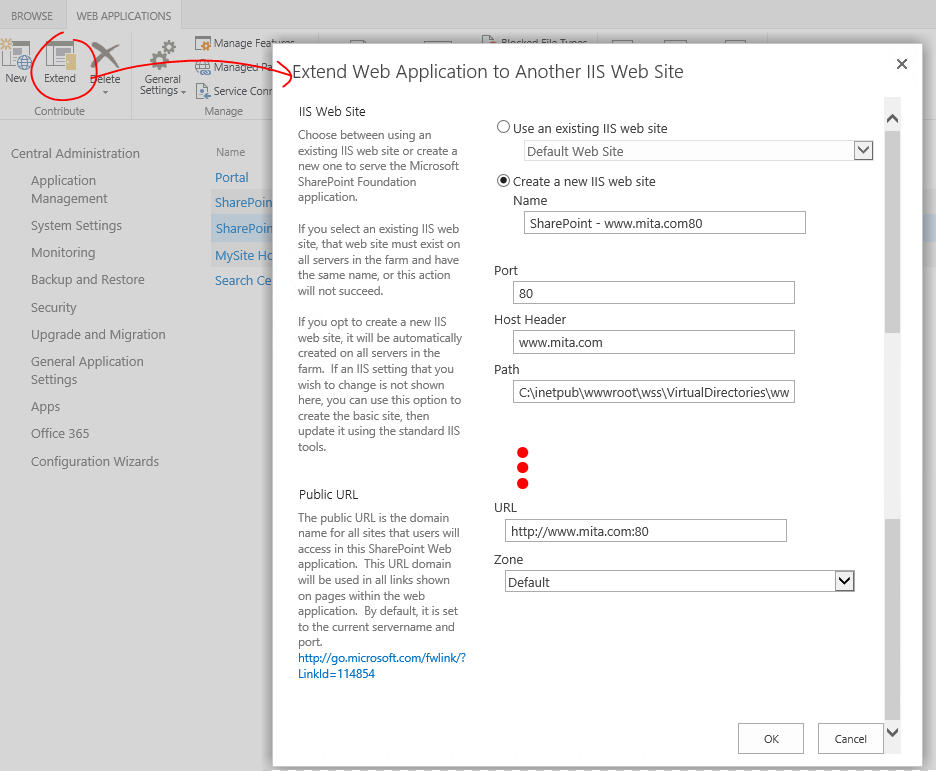 BROWSE
WEB APPLICATIONS
New
Extend
Delete
Contribute
General
Settings
Manage Features
Managed
Service
Manage
Blocked File Types
Central Administration
Application
Management
System Settings
Monitoring
Backup and Restore
Security
Upgrade and Migration
General Application
Settings
Apps
Office 365
Configuration Wizards
Name
Portal
SharePoin
SharePoin
MySite Ho
Search Ce
Extend Web Application to Another IIS Web Site
IIS Web Site
Choose between using an
existing IIS web site or create a
new one to serve the Microsoft
SharePoint Foundation
application.
If you select an existing IIS web
site, that web site must exist on
all servers in the farm and have
the same name, or this action
will not succeed.
If you opt to create a new IIS
web site, it will be automatically
created on all servers in the
farm. If an IIS setting that you
wish to change is not shown
here, you can use this option to
create the basic site, then
update it using the standard IIS
tools.
Use an existing IIS web site
Default Web Site
Create a new IIS web site
Name
SharePoint - www.mita.com80
Port
80
Host Header
www.mita.com
Path
C:\inetpub\wwwroot\wss\VirtualDirectories\ww
Public URL
The public URL is the domain
name for all sites that users will
access in this SharePoint Web
application. This URL domain
will be used in all links shown
on pages within the web
application. By default, it is set
to the current servername and
port.
http://go.microsoft.com/fwlink/?
LinkId=114854
URL
http://www.mita.com:80
Zone
Default
OK
Cancel